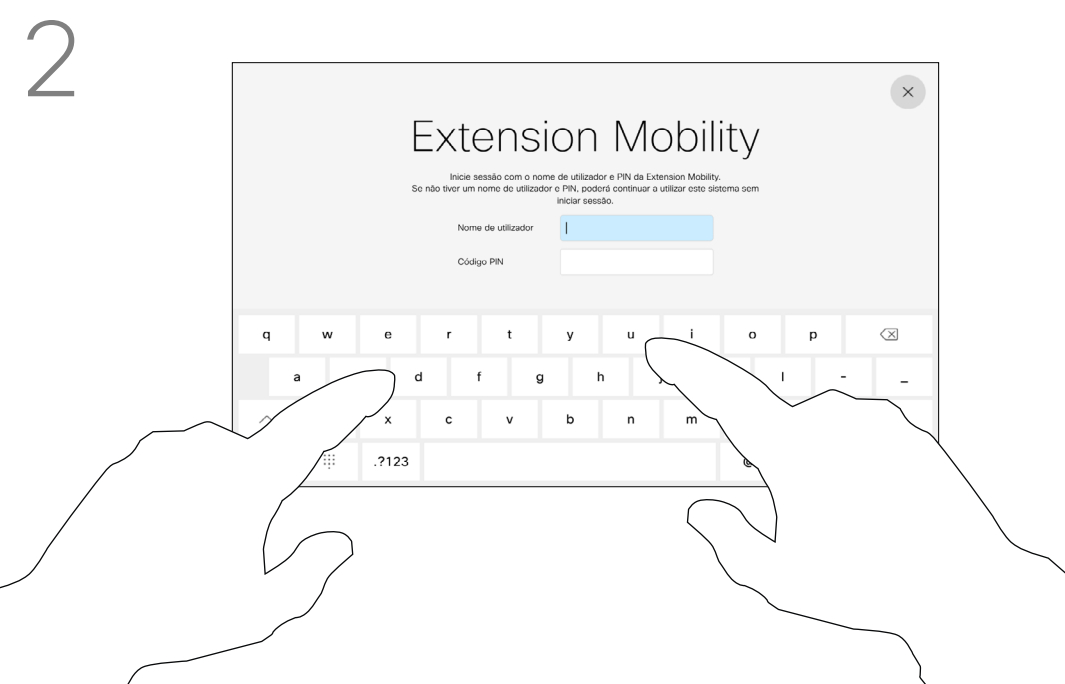 2
Extension Mobility
Inicie sessão com o nome de utilizador e PIN da Extension Mobility.
Se não tiver um nome de utilizador e PIN, poderá continuar a utilizar este sistema sem
iniciar sessão.
Nome de utilizador
Código PIN
q w e r t y u i o p
a d f g h l - _
x c v b n m
.?123